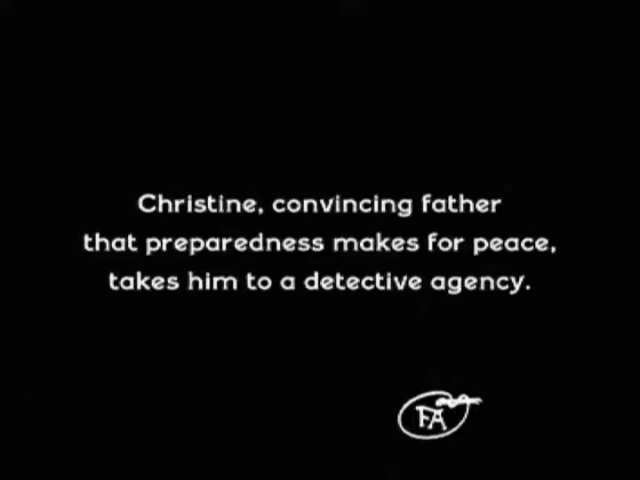 Christine, convincing father
that preparedness makes for peace,
takes him to a detective agency.
FA